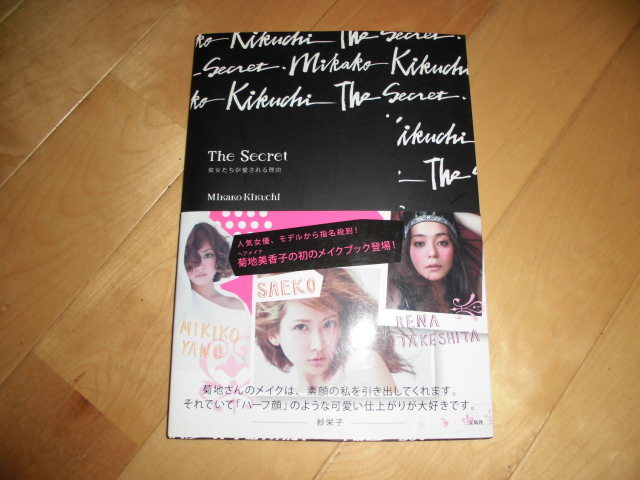 ko Kikuchi The Secret.
Secret. Mikako Kikuchi
ko Kikuchi The Secret.
ikuchi
The
The Secret
彼女たちが愛される理由
Mikako Kikuchi
人気女優、モデルから指名殺到!
ヘアメイク
菊地美香子の初のメイクブック登場!
SAEKO
MIKIKO
YANO
RENA
TAKESHITA
菊地さんのメイクは、素顔の私を引き出してくれます。
それでいて「ハーフ顔」のような可愛い仕上がりが大好きです。
紗栄子
宝島社